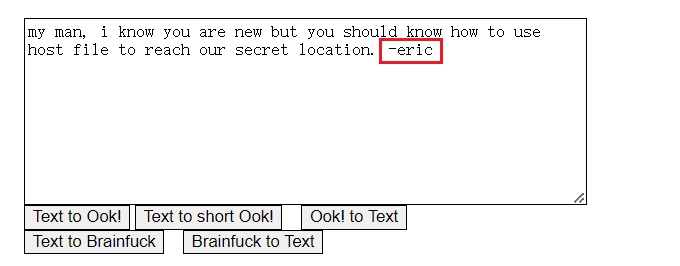 my man, i know you are new but you should know how to use
host file to reach our secret location. -eric
Text to Ook! Text to short Ook! Ook! to Text
Text to Brainfuck Brainfuck to Text